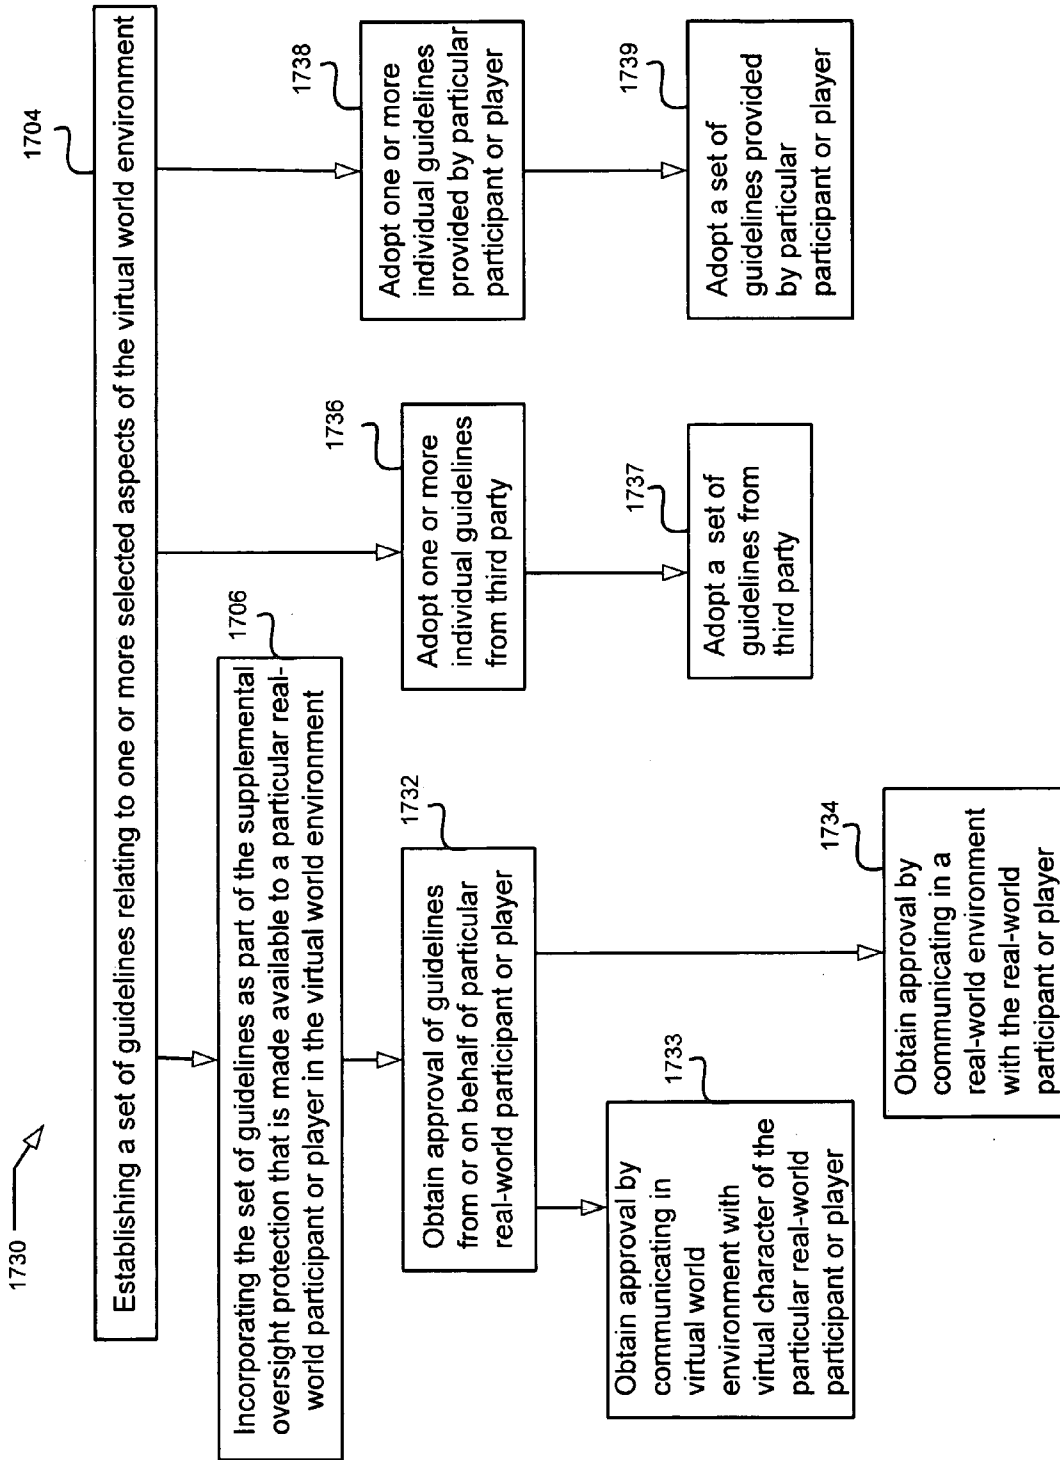 1730
1704
Establishing a set of guidelines relating to one or more selected aspects of the virtual world environment
1706
Incorporating the set of guidelines as part of the supplemental
oversight protection that is made available to a particular real-
world participant or player in the virtual world environment
1732
Obtain approval of guidelines
from or on behalf of particular
real-world participant or player
1733
Obtain approval by
communicating in
virtual world
environment with
virtual character of the
particular real-world
participant or player
1734
Obtain approval by
communicating in a
real-world environment
with the real-world
participant or player
1736
Adopt one or more
individual guidelines
from third party
1737
Adopt a set of
guidelines from
third party
1738
Adopt one or more
individual guidelines
provided by particular
participant or player
1739
Adopt a set of
guidelines provided
by particular
participant or player